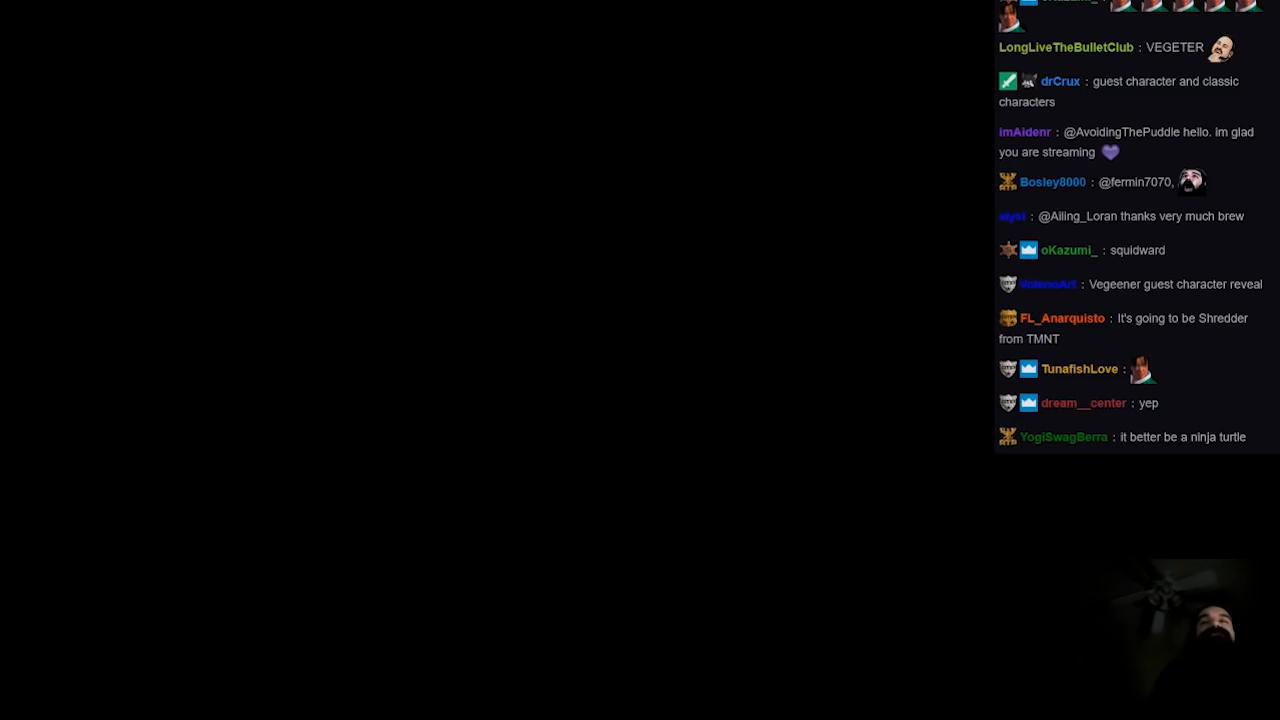 LongLiveTheBulletClub : VEGETER
drCrux : guest character and classic
characters
imAidenr : @AvoidingThePuddle hello. im glad
you are streaming
Bosley8000 : @fermin7070,
: @Ailing_Loran thanks very much brew
oKazumi_ : squidward
: Vegeener guest character reveal
FL_Anarquisto : It's going to be Shredder
from TMNT
TunafishLove :
dream__center : yep
YogiSwagBerra : it better be a ninja turtle